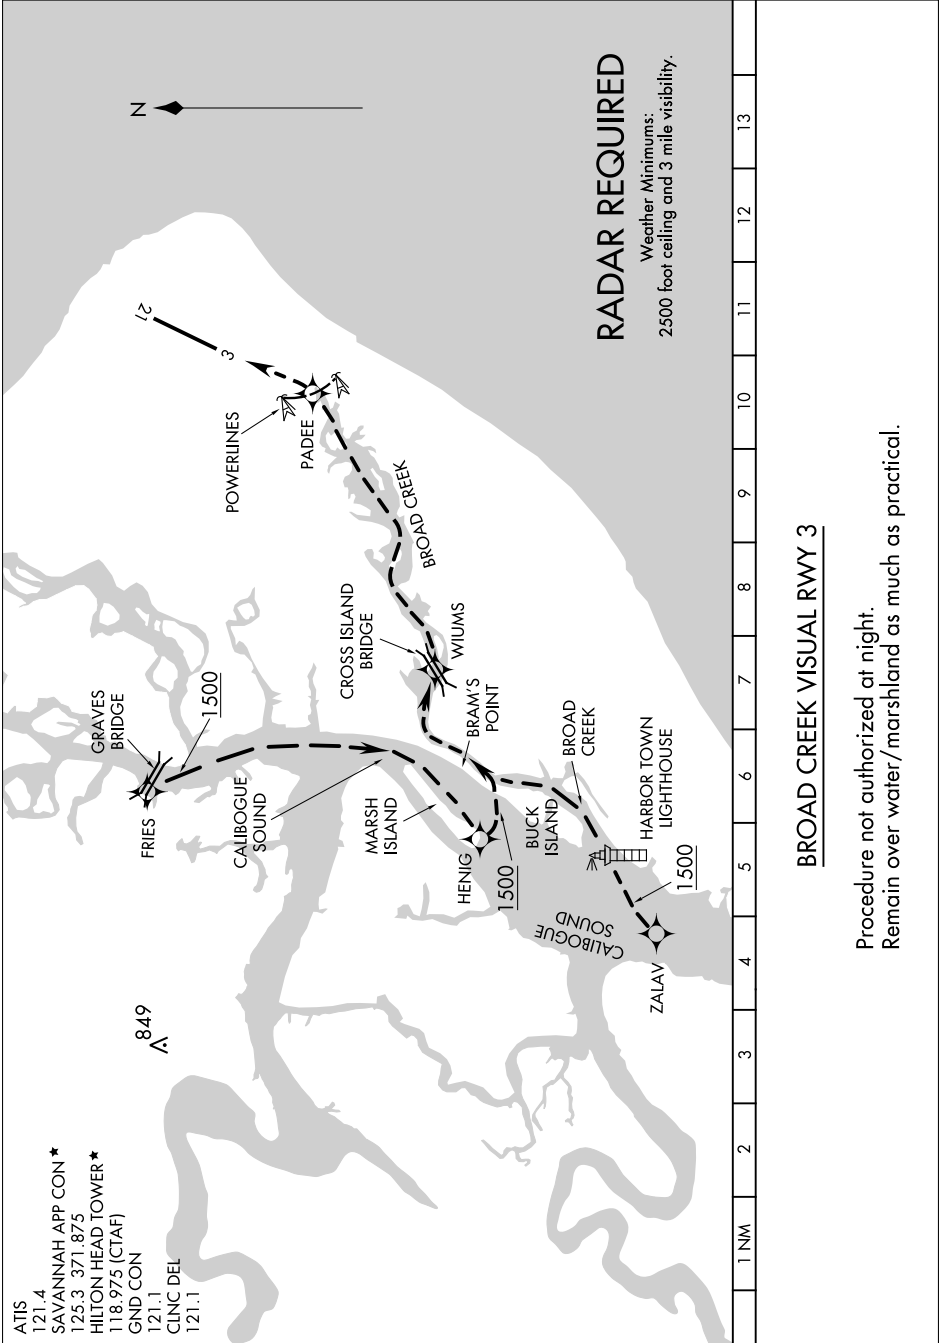 ATIS
121.4
SAVANNAH APP CON★
125.3 371.875
HILTON HEAD TOWER★
118.975 (CTAF)
GND CON
121.1
CLNC DEL
121.1
849
N
21
3
POWERLINES
PADEE
GRAVES
BRIDGE
1500
FRIES
CALIBOGUE
SOUND
CROSS ISLAND
BRIDGE
BROAD CREEK
WIUMS
MARSH
ISLAND
BRAM'S
POINT
HENIG
1500
BUCK
ISLAND
BROAD
CREEK
HARBOR TOWN
LIGHTHOUSE
CALIBOGUE
SOUND
1500
ZALAV
RADAR REQUIRED
Weather Minimums:
2500 foot ceiling and 3 mile visibility.
1 NM
2
3
4
5
6
7
8
9
10
11
12
13
BROAD CREEK VISUAL RWY 3
Procedure not authorized at night.
Remain over water/marshland as much as practical.